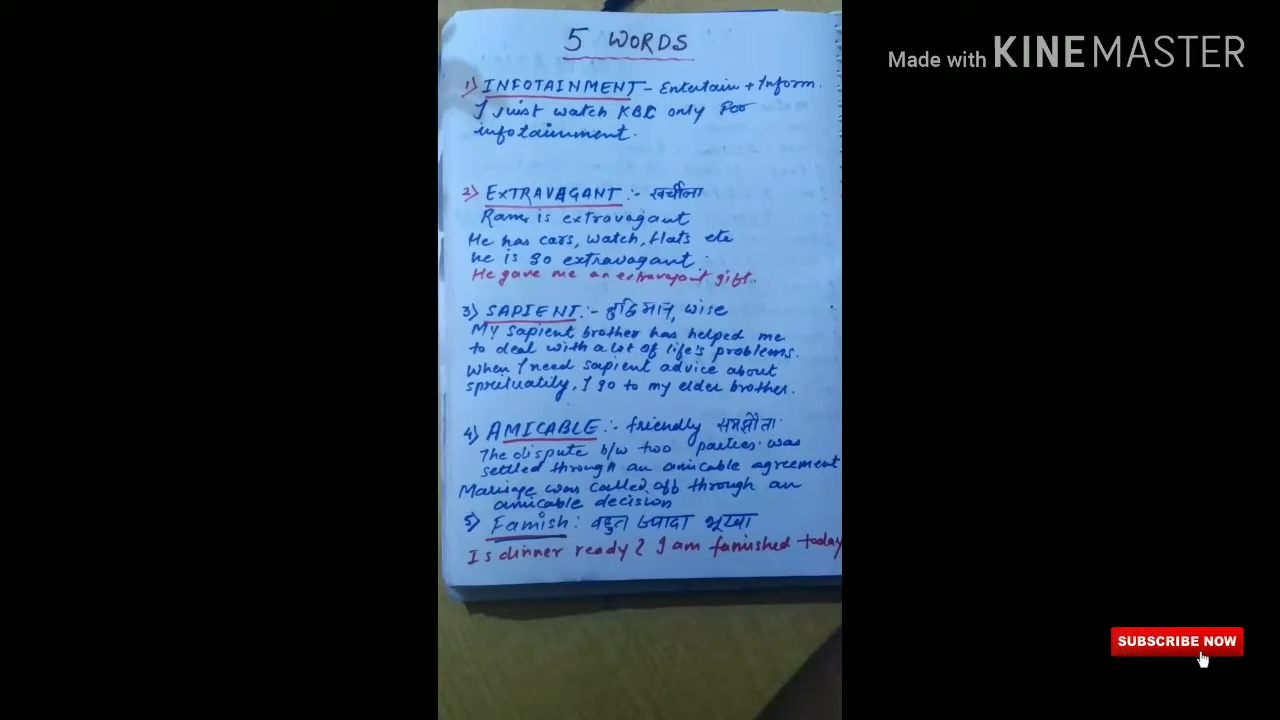 5 WORDS
1) INFOTAINMENT - Entertain + Inform.
I just watch KBC only for
infotainment.
2) EXTRAVAGANT :- खर्चीला
Ram is extravagant
He has cars, watch, flats etc
he is so extravagant.
He gave me an extravagant gift.
3) SAPIENT :- बुद्धिमान, wise
My sapient brother has helped me
to deal with a lot of life's problems.
When I need sapient advice about
I go to my elder brother.
4) AMICABLE :- friendly समझौता
The dispute b/w two parties was
settled through an amicable agreement
Marriage was called off through an
amicable decision
5) Famish : बहुत ज्यादा भूखा
Is dinner ready? I am famished today
Made with KINEMASTER
SUBSCRIBE NOW